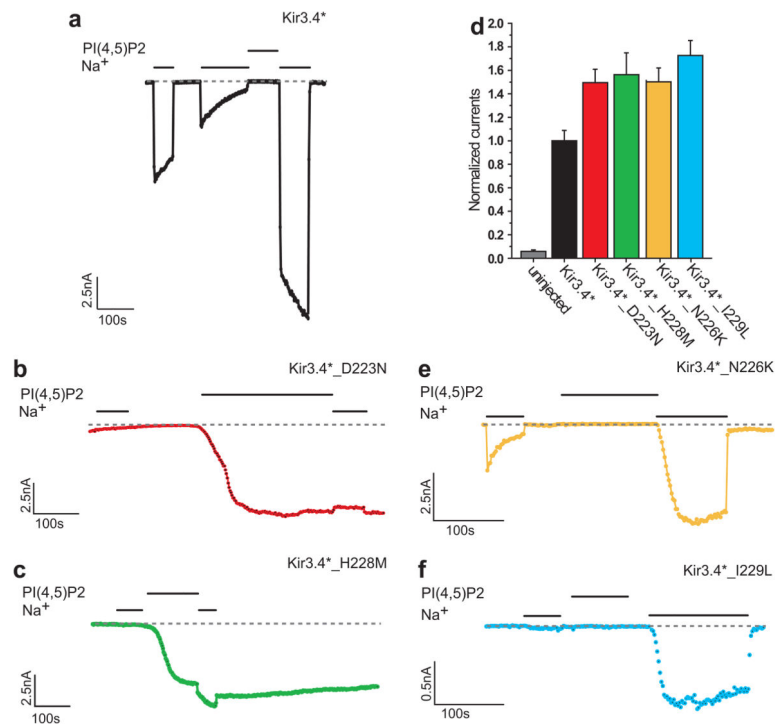 a
Kir3.4*
PI(4,5)P2
Na+
2.5nA
100s
d
Normalized currents
2.0
1.8
1.6
1.4
1.2
1.0
0.8
0.6
0.4
0.2
0.0
uninjected
Kir3.4*
Kir3.4*_D223N
Kir3.4*_H228M
Kir3.4*_N226K
Kir3.4*_I229L
b
Kir3.4*_D223N
PI(4,5)P2
Na+
2.5nA
100s
e
Kir3.4*_N226K
PI(4,5)P2
Na+
2.5nA
100s
c
Kir3.4*_H228M
PI(4,5)P2
Na+
2.5nA
100s
f
Kir3.4*_I229L
PI(4,5)P2
Na+
0.5nA
100s